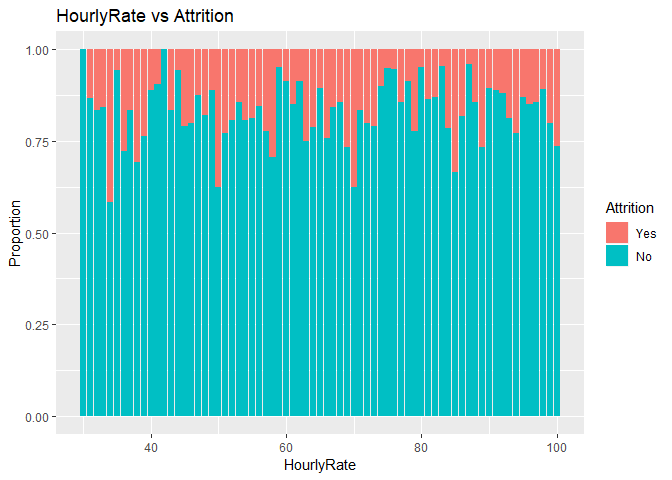 HourlyRate vs Attrition
1.00
0.75
0.50
0.25
0.00
Proportion
40
60
80
100
HourlyRate
Attrition
Yes
No